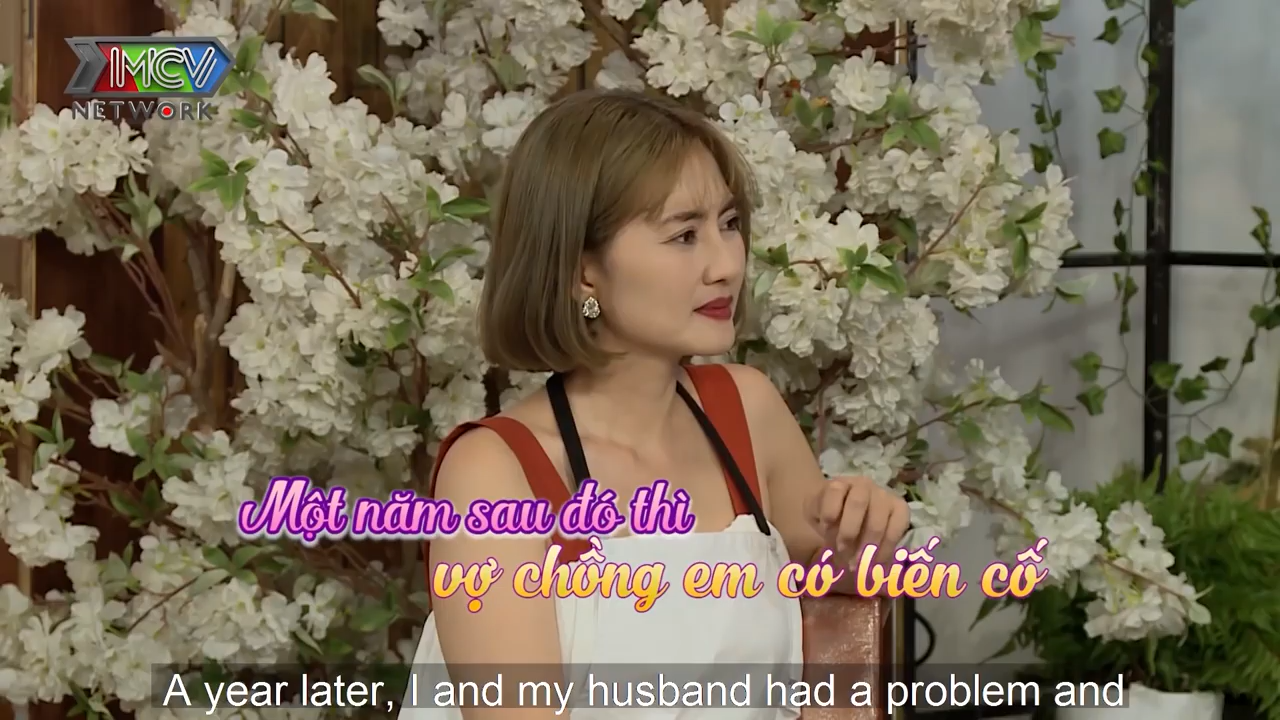 MCV
NETWORK
Một năm sau đó thì
vợ chồng em có biến cố
A year later, I and my husband had a problem and